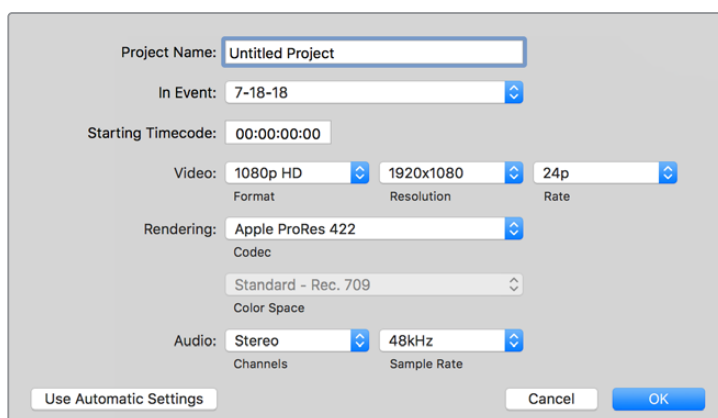 Project Name: Untitled Project
In Event: 7-18-18
Starting Timecode: 00:00:00:00
Video: 1080p HD 1920x1080 24p
Format Resolution Rate
Rendering: Apple ProRes 422
Codec
Standard - Rec. 709
Color Space
Audio: Stereo 48kHz
Channels Sample Rate
Use Automatic Settings Cancel OK